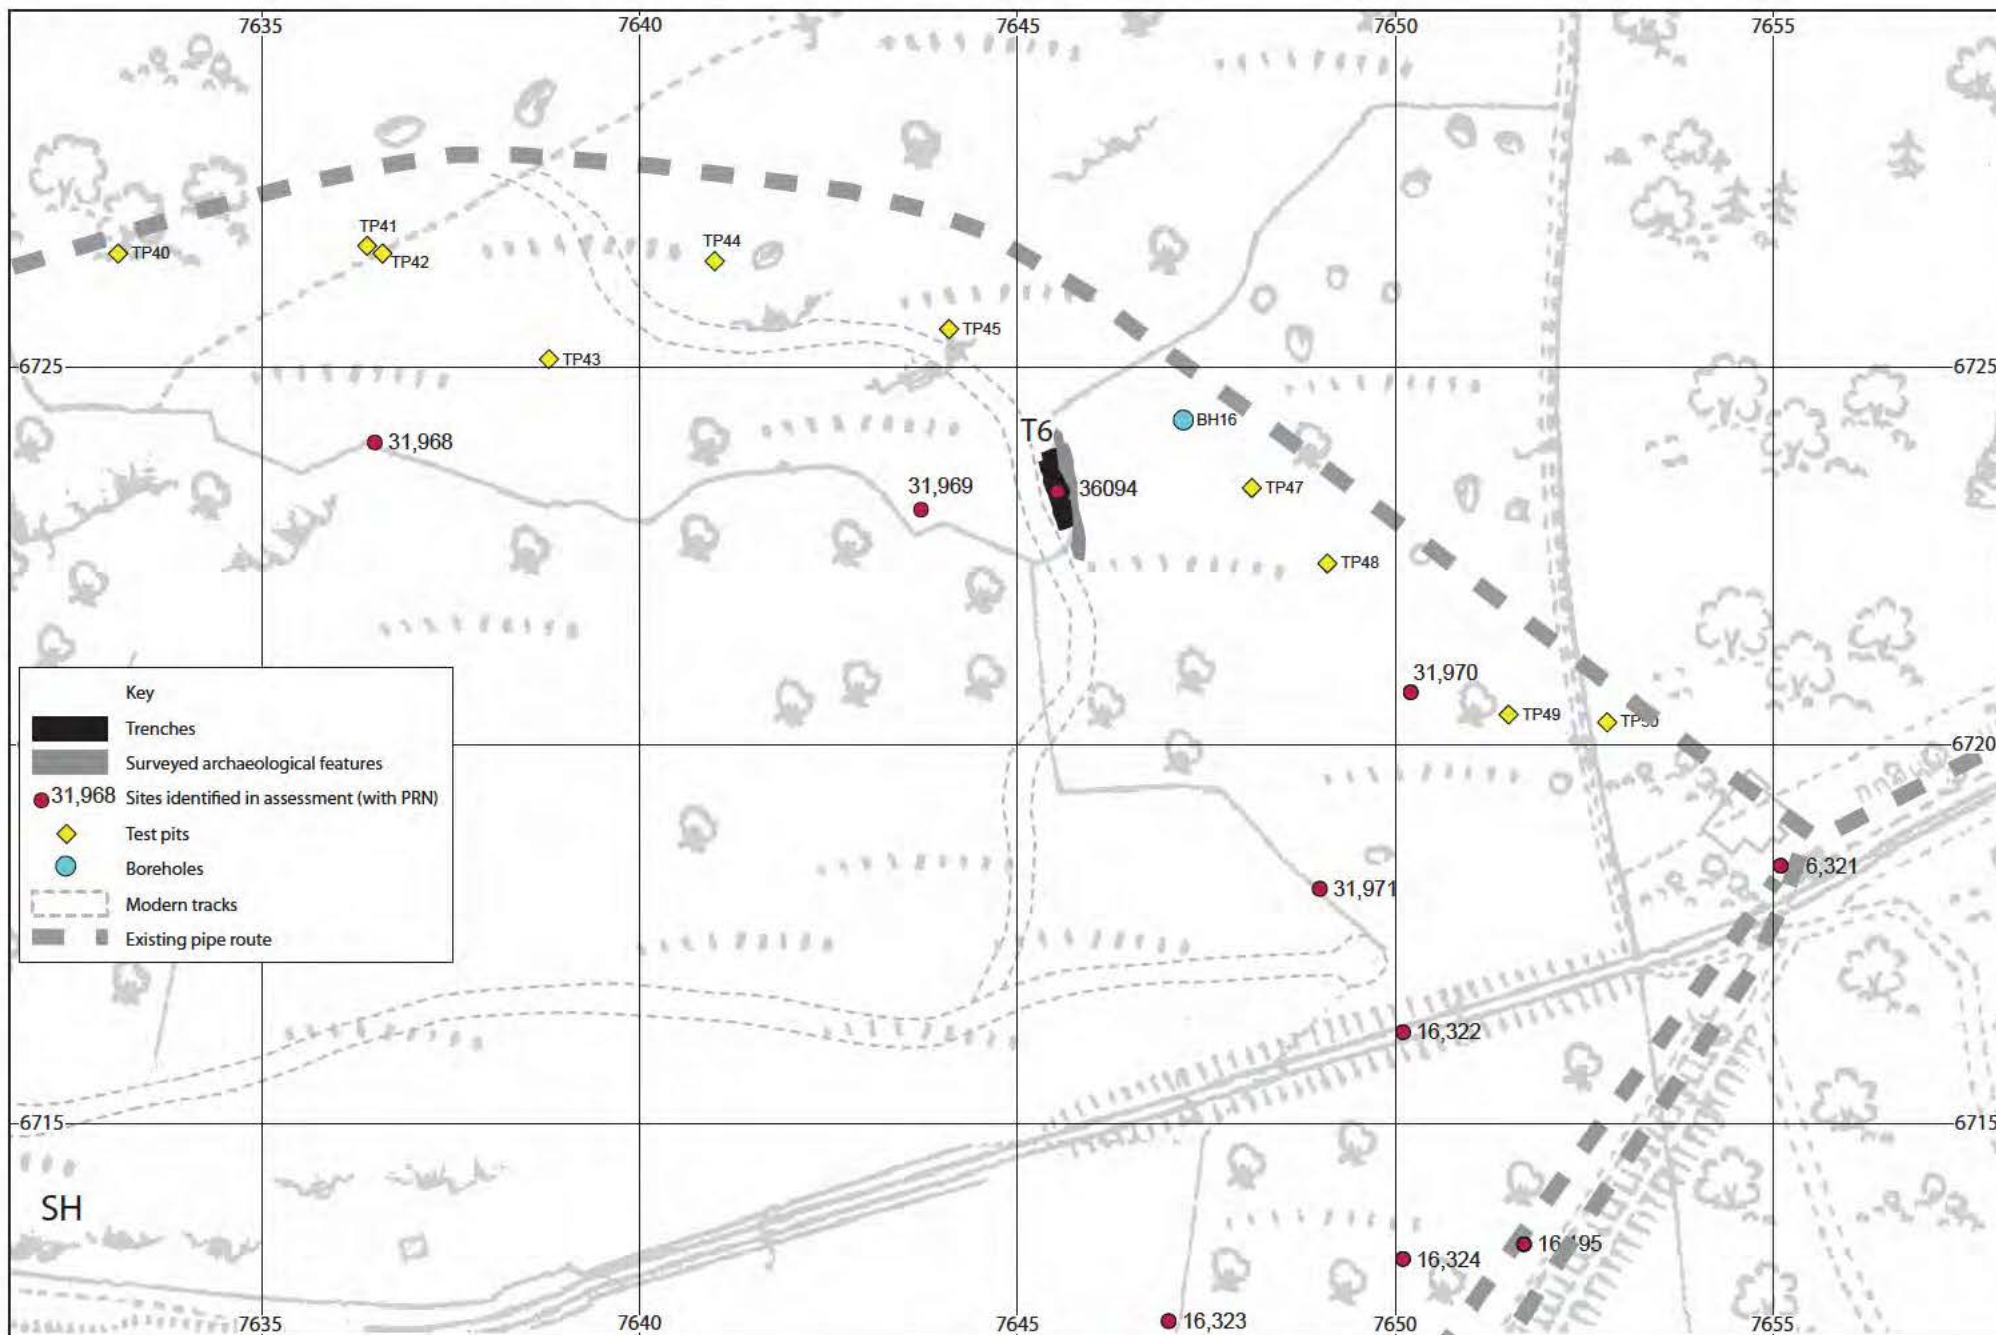 7635 7640 7645 7650 7655
TP41
TP40
TP42
TP44
TP45
6725 6725
TP43
T6
BH16
31,968
31,969
36094
TP47
TP48
31,970
TP49
TP50
6720
Key
Trenches
Surveyed archaeological features
31,968 Sites identified in assessment (with PRN)
Test pits
Boreholes
Modern tracks
Existing pipe route
6,321
31,971
16,322
6715 6715
SH
16,195
16,324
16,323
7635 7640 7645 7650 7655